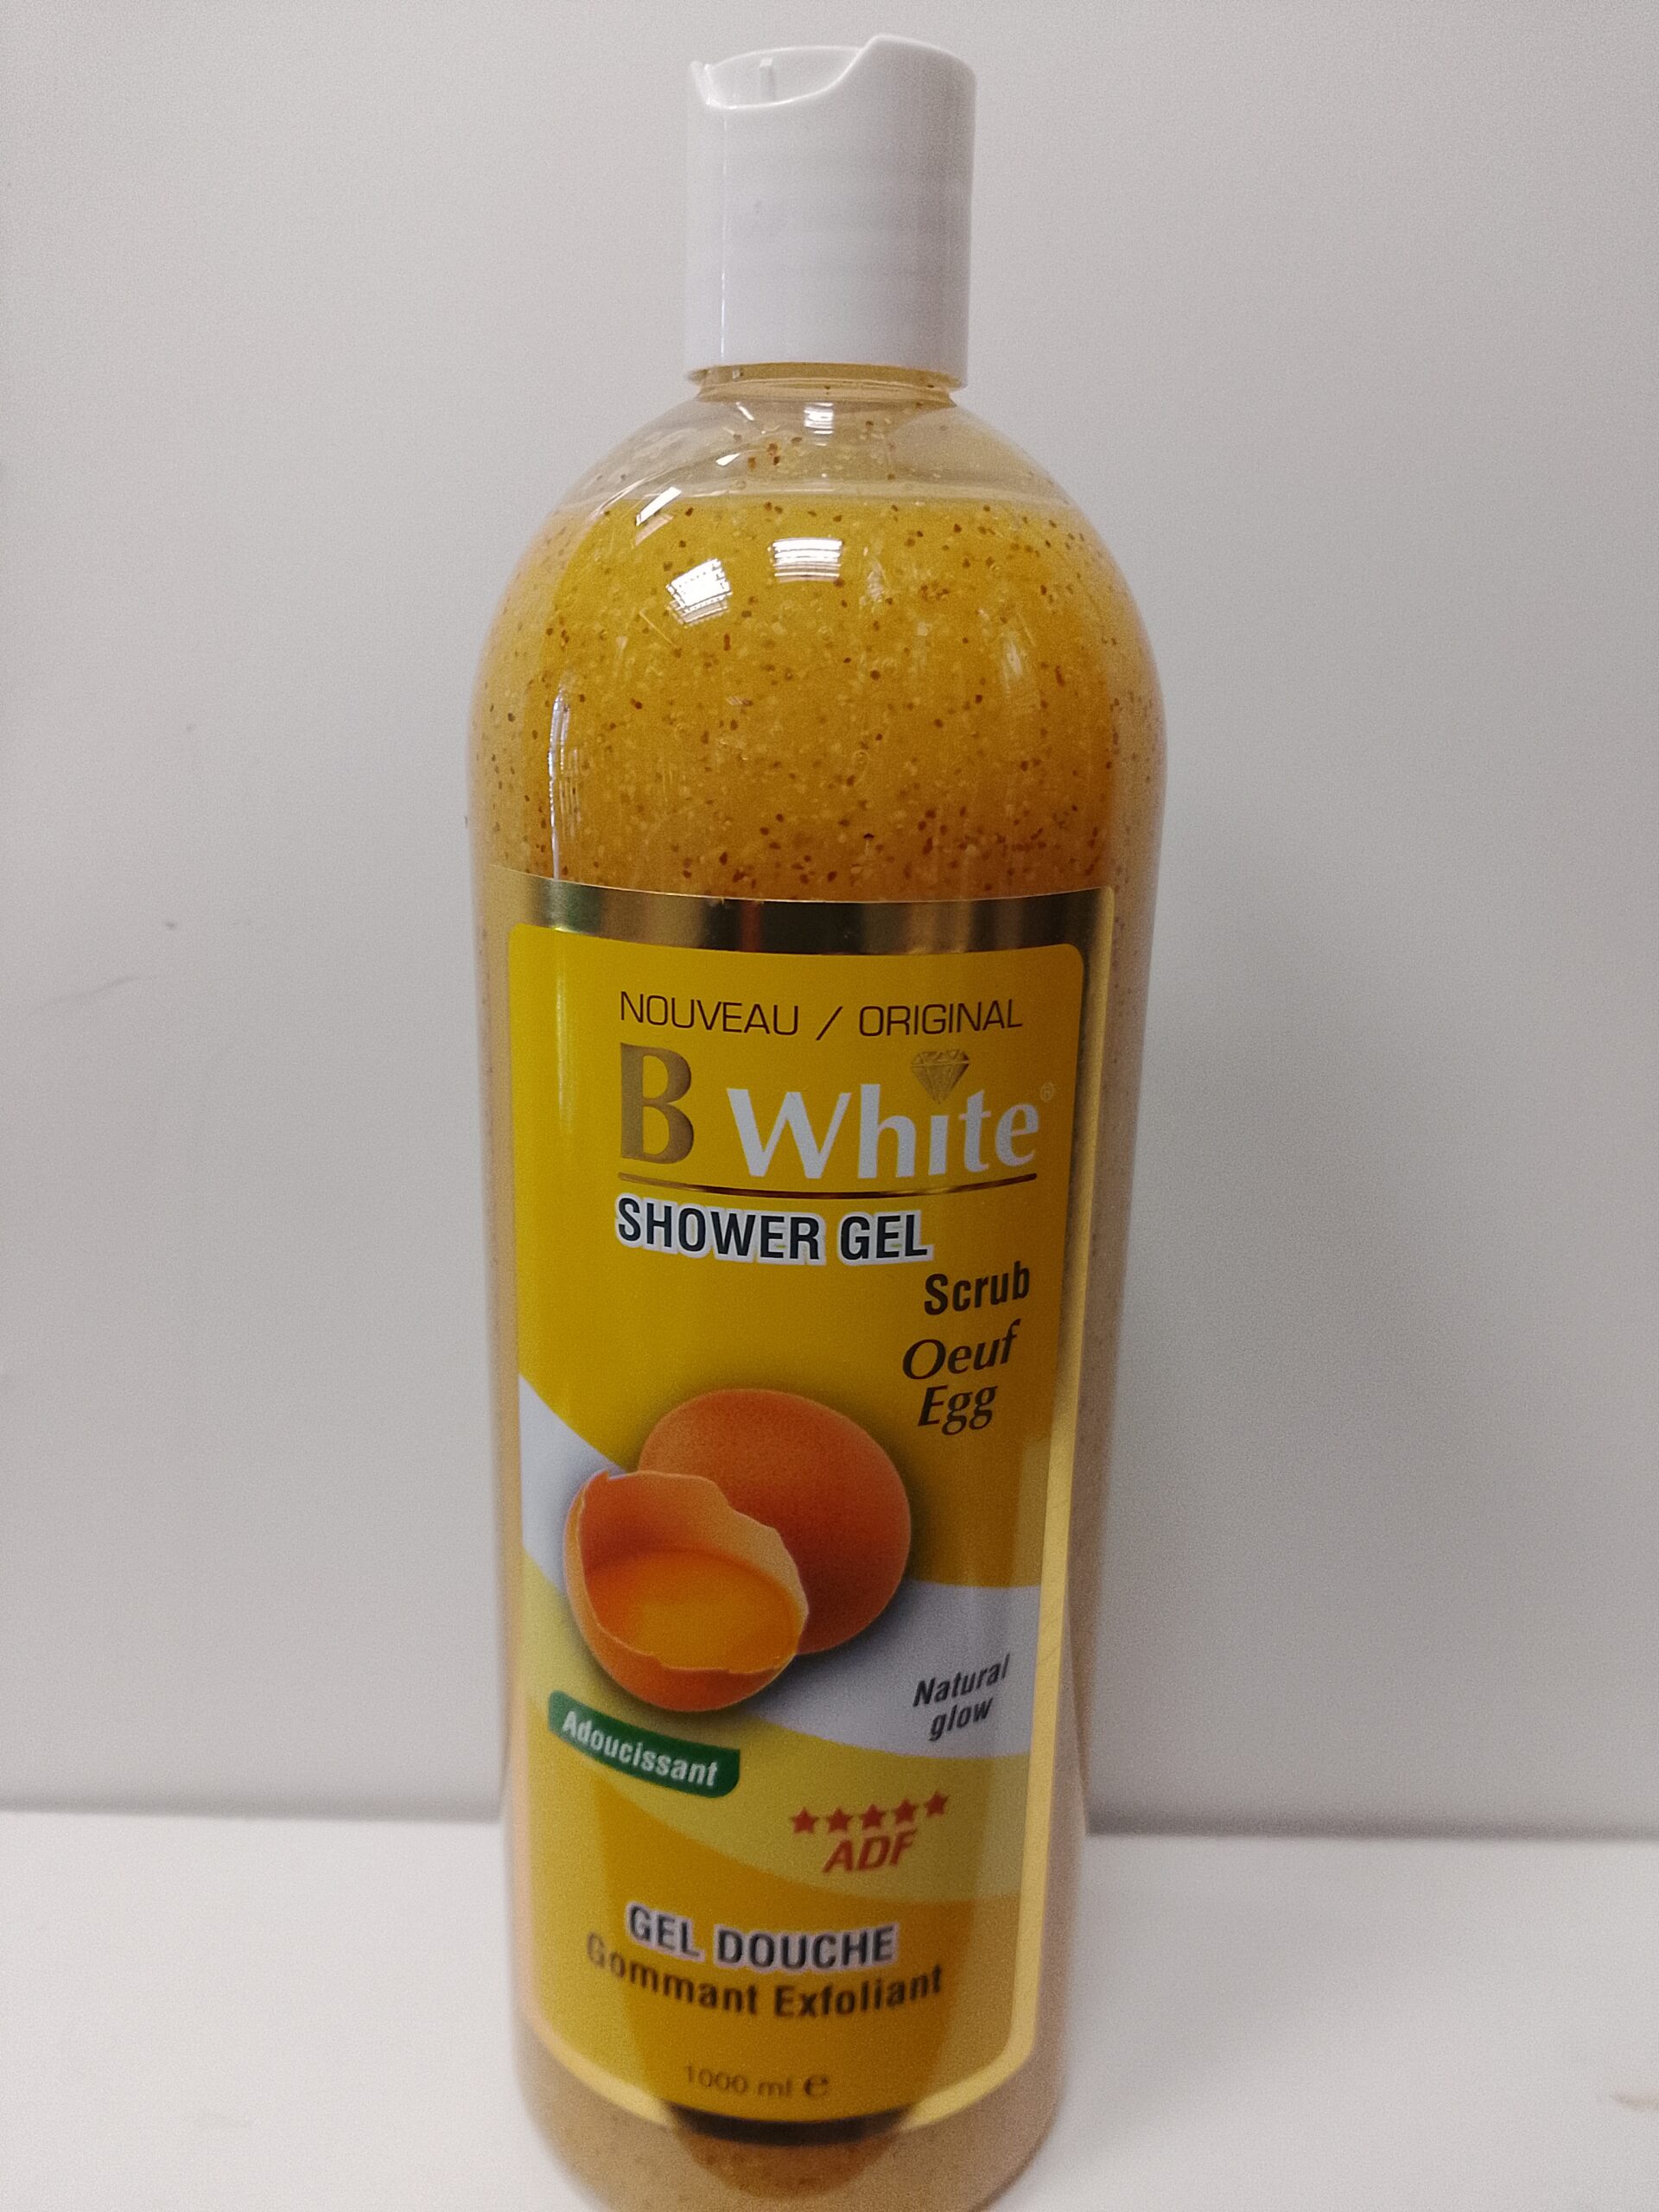 NOUVEAU / ORIGINAL
B White®
SHOWER GEL
Scrub
Oeuf
Egg
Natural
glow
Adoucissant
ADF
GEL DOUCHE
Gommant Exfoliant
1000 ml ℮